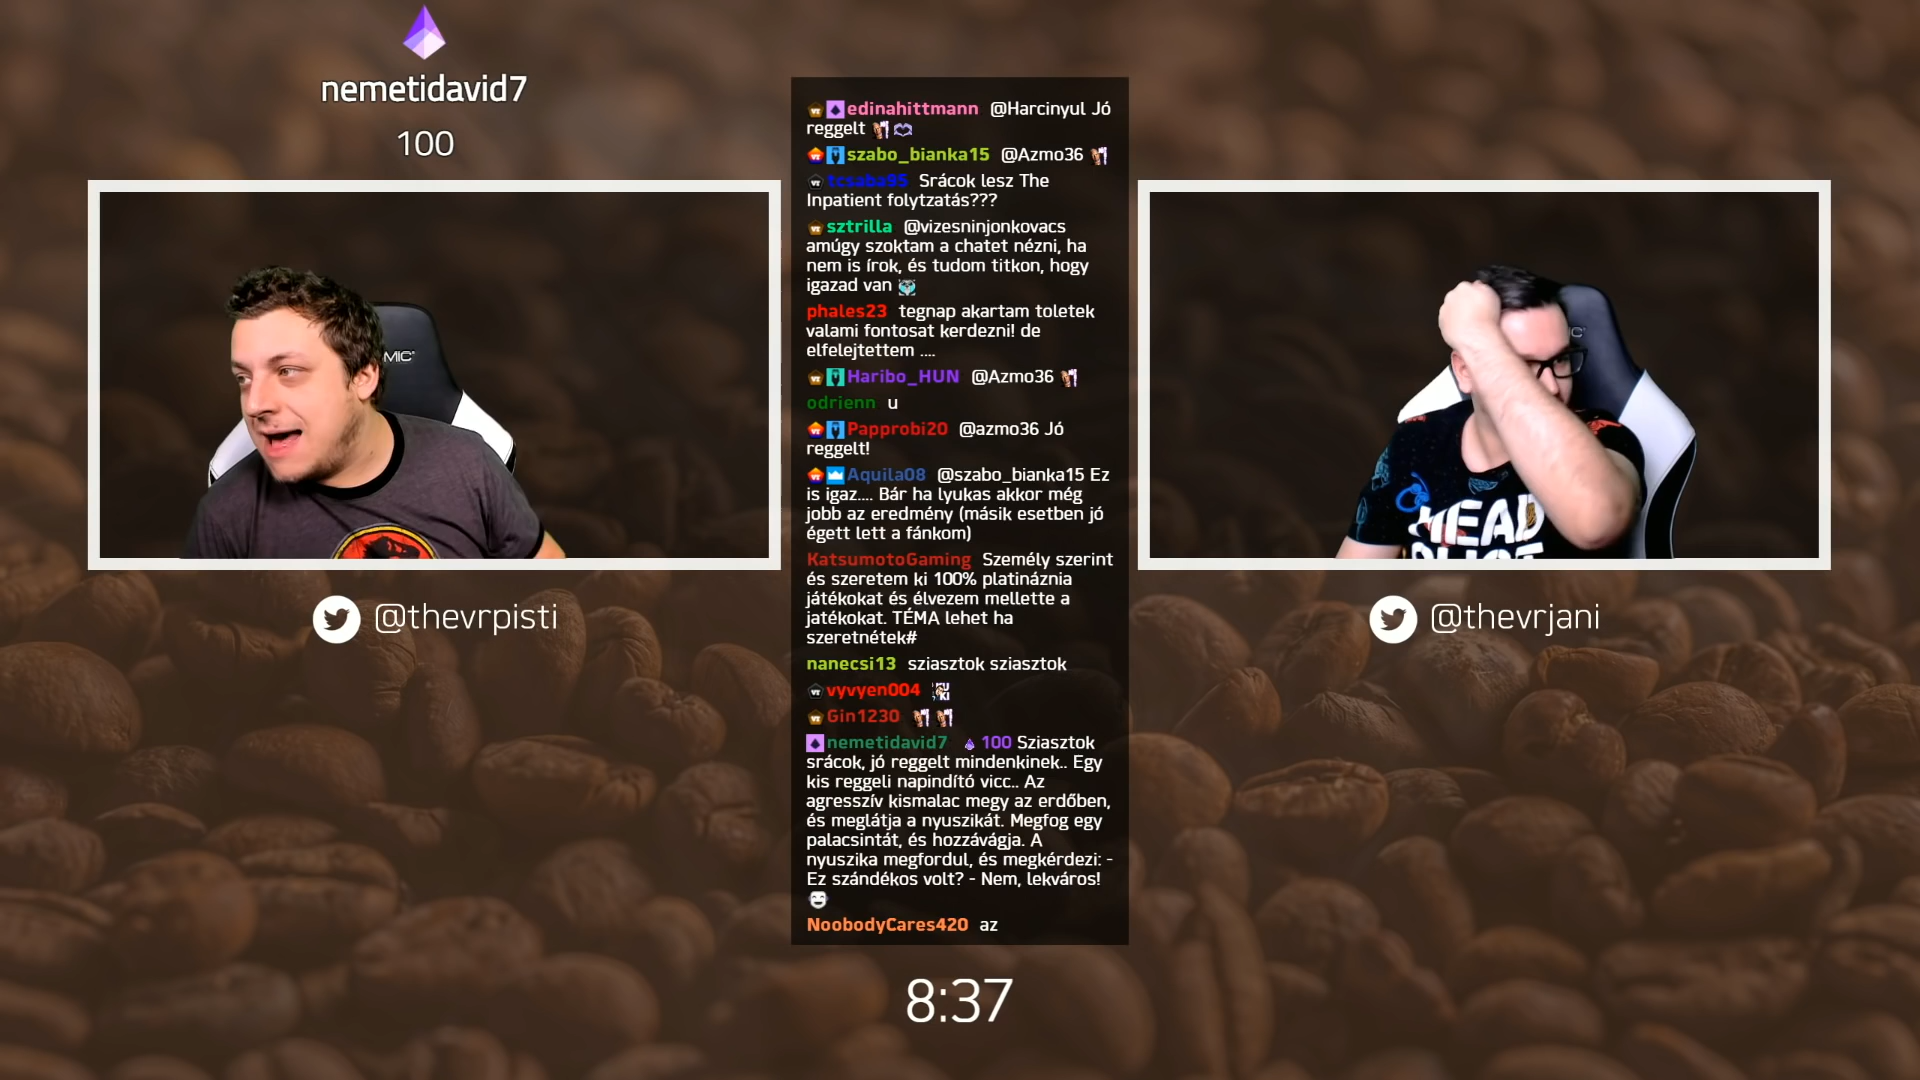 nemetidavid7
100
edinahittmann @Harcinyul Jó
reggelt
szabo_bianka15 @Azmo36
tcsaba95 Srácok lesz The
Inpatient folytzatás???
sztrilla @vizesninjonkovacs
amúgy szoktam a chatet nézni, ha
nem is írok, és tudom titkon, hogy
igazad van
phales23 tegnap akartam toletek
valami fontosat kerdezni! de
elfelejtettem ....
Haribo_HUN @Azmo36
odrienn u
Papprobi20 @azmo36 Jó
reggelt!
Aquila08 @szabo_bianka15 Ez
is igaz.... Bár ha lyukas akkor még
jobb az eredmény (másik esetben jó
égett lett a fánkom)
KatsumotoGaming Személy szerint
és szeretem ki 100% platináznia
játékokat és élvezem mellette a
jatékokat. TÉMA lehet ha
szeretnétek#
nanecsi13 sziasztok sziasztok
vyvyen004
Gin1230
nemetidavid7 100 Sziasztok
srácok, jó reggelt mindenkinek.. Egy
kis reggeli napindító vicc.. Az
agresszív kismalac megy az erdőben,
és meglátja a nyuszikát. Megfog egy
palacsintát, és hozzávágja. A
nyuszika megfordul, és megkérdezi: -
Ez szándékos volt? - Nem, lekváros!
NoobodyCares420 az
MIC
HEAD
@thevrpisti
@thevrjani
8:37